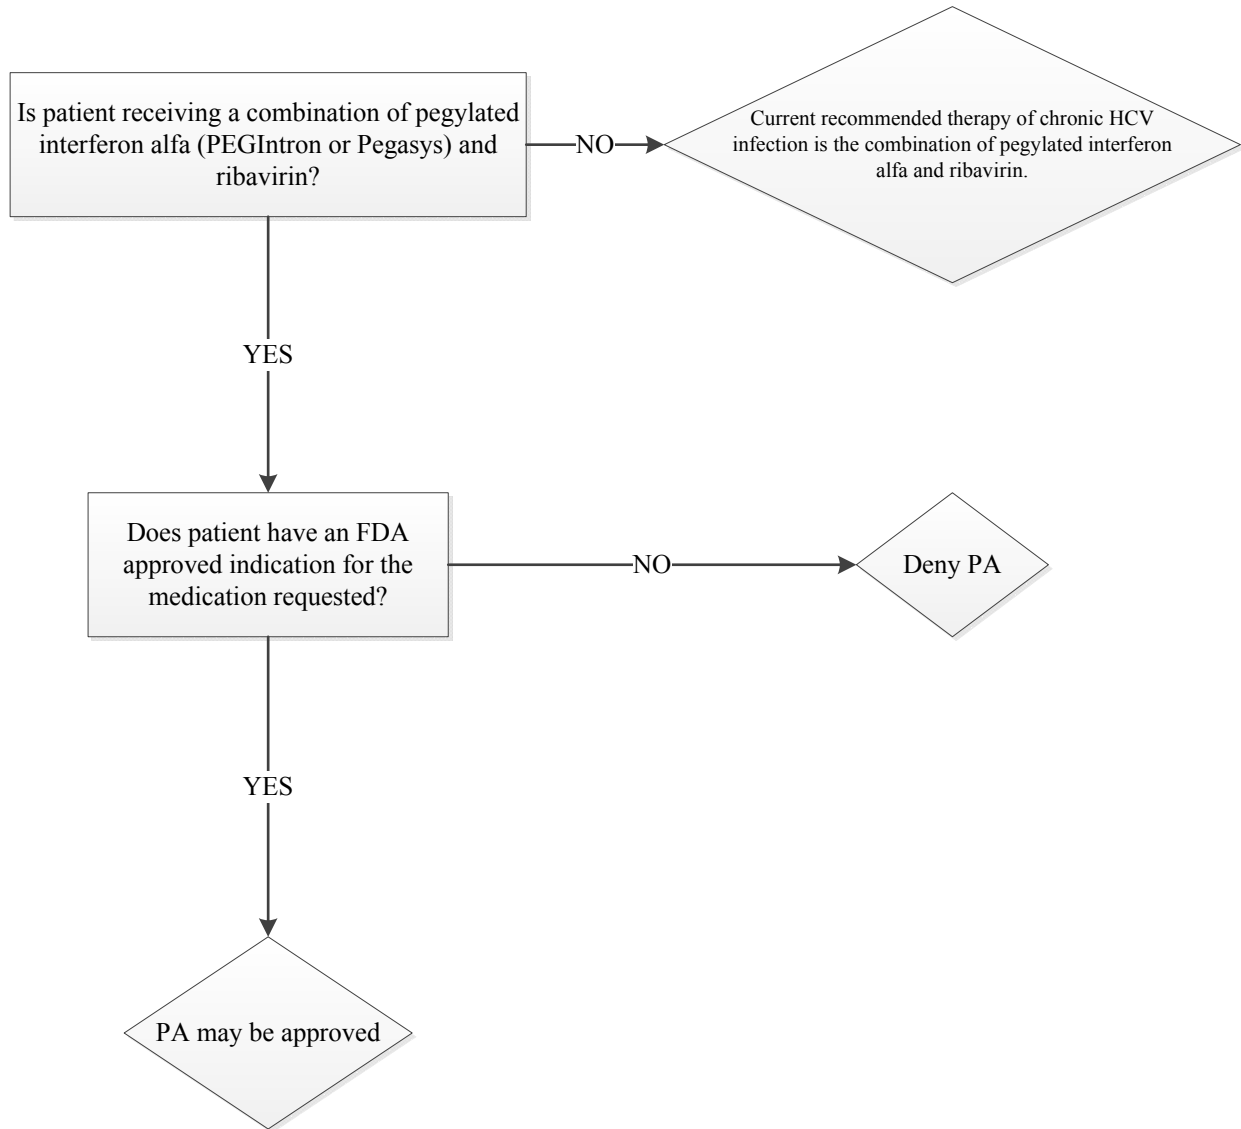 Is patient receiving a combination of pegylated
interferon alfa (PEGIntron or Pegasys) and
ribavirin?
NO
Current recommended therapy of chronic HCV
infection is the combination of pegylated interferon
alfa and ribavirin.
YES
Does patient have an FDA
approved indication for the
medication requested?
NO
Deny PA
YES
PA may be approved